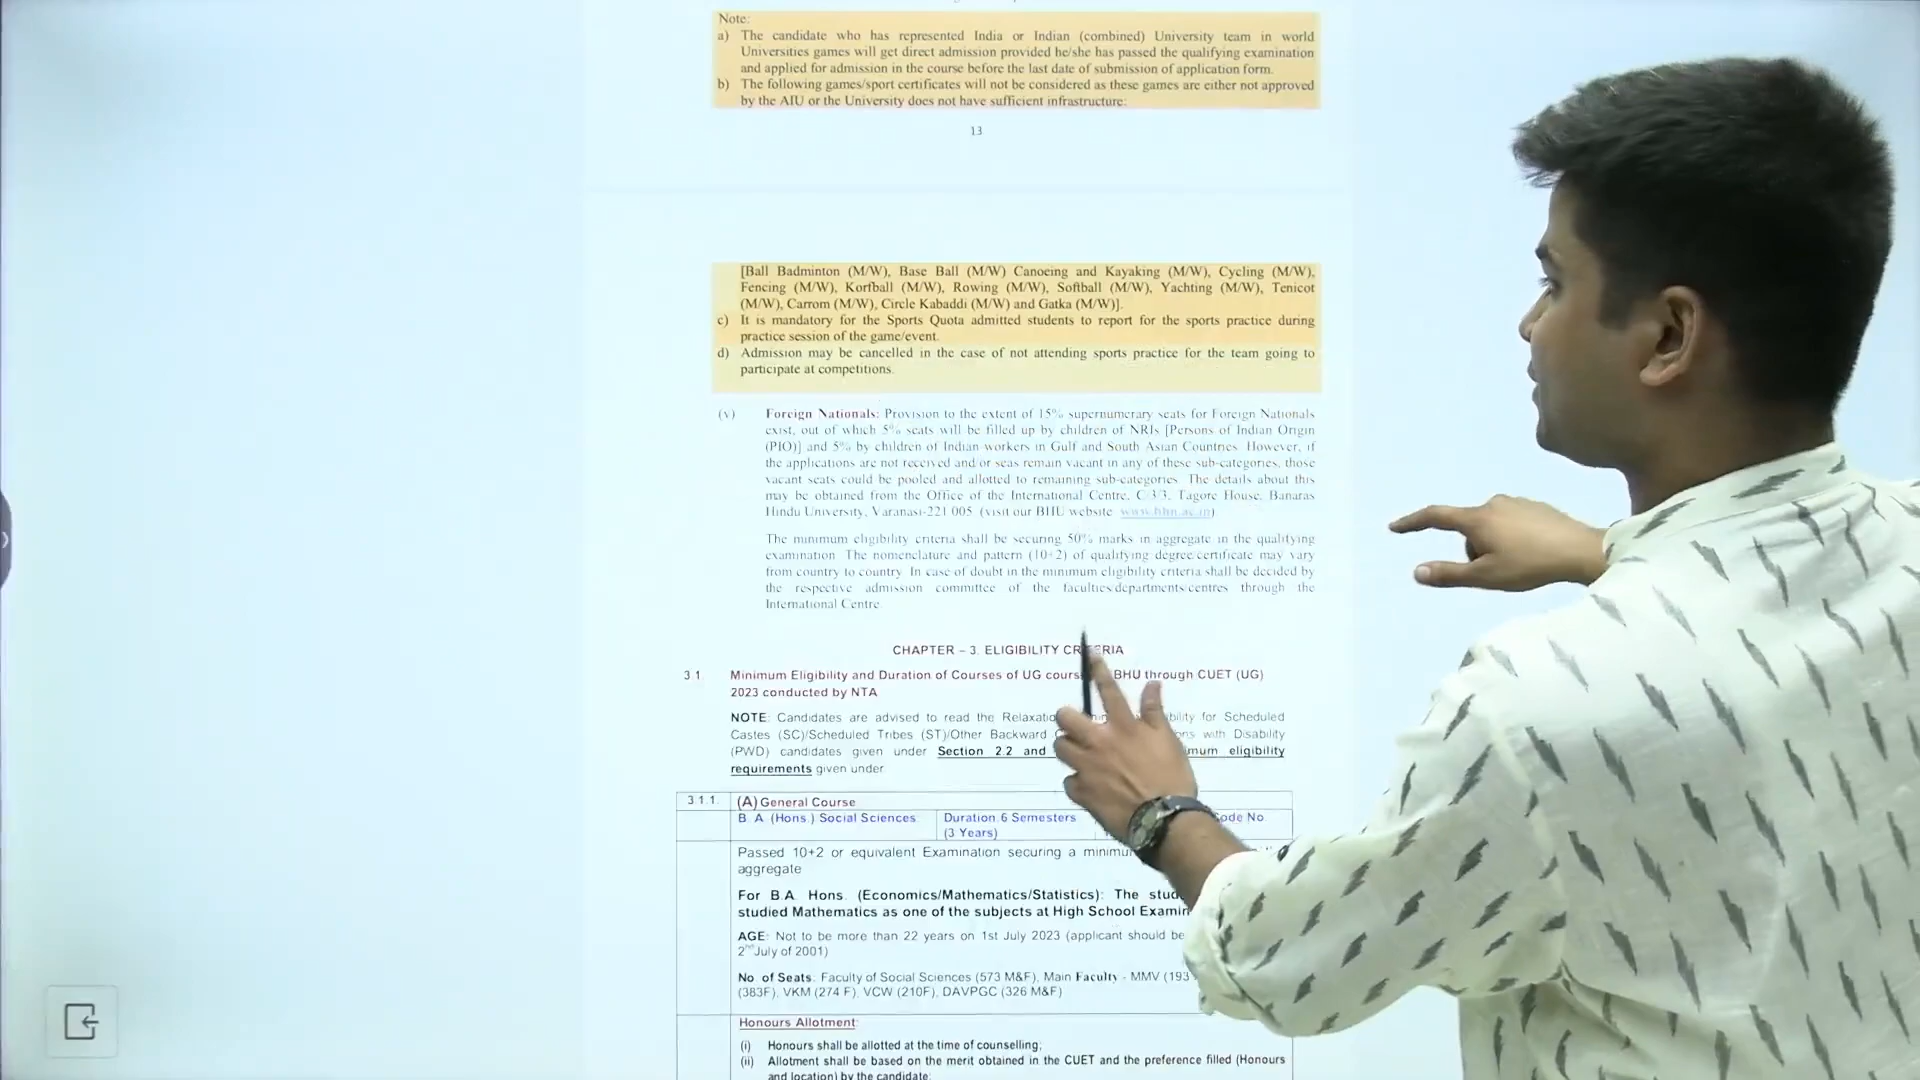 Note:
a) The candidate who has represented India or Indian (combined) University team in world
Universities games will get direct admission provided he/she has passed the qualifying examination
and applied for admission in the course before the last date of submission of application form.
b) The following games/sport certificates will not be considered as these games are either not approved
by the AIU or the University does not have sufficient infrastructure:
13
[Ball Badminton (M/W), Base Ball (M/W) Canoeing and Kayaking (M/W), Cycling (M/W),
Fencing (M/W), Korfball (M/W), Rowing (M/W), Softball (M/W), Yachting (M/W), Tenicot
(M/W), Carrom (M/W), Circle Kabaddi (M/W) and Gatka (M/W)].
c) It is mandatory for the Sports Quota admitted students to report for the sports practice during
practice session of the game/event.
d) Admission may be cancelled in the case of not attending sports practice for the team going to
participate at competitions.
(v) Foreign Nationals: Provision to the extent of 15% supernumerary seats for Foreign Nationals
exist, out of which 5% seats will be filled up by children of NRIs [Persons of Indian Origin
(PIO)] and 5% by children of Indian workers in Gulf and South Asian Countries. However, if
the applications are not received and/or seas remain vacant in any of these sub-categories, those
vacant seats could be pooled and allotted to remaining sub-categories. The details about this
may be obtained from the Office of the International Centre, C/3/3, Tagore House, Banaras
Hindu University, Varanasi-221 005 (visit our BHU website: www.bhu.ac.in)
The minimum eligibility criteria shall be securing 50% marks in aggregate in the qualifying
examination. The nomenclature and pattern (10+2) of qualifying degree/certificate may vary
from country to country. In case of doubt in the minimum eligibility criteria shall be decided by
the respective admission committee of the faculties/departments/centres through the
International Centre.
CHAPTER – 3. ELIGIBILITY CRITERIA
3.1. Minimum Eligibility and Duration of Courses of UG BHU through CUET (UG)
2023 conducted by NTA
NOTE: Candidates are advised to read the for Scheduled
Castes (SC)/Scheduled Tribes (ST)/Other Backward with Disability
(PWD) candidates given under Section 2.2 and eligibility
requirements given under
3.1.1. (A) General Course
B. A. (Hons.) Social Sciences Duration:6 Semesters Code No
(3 Years)
Passed 10+2 or equivalent Examination securing a
aggregate
For B.A. Hons. (Economics/Mathematics/Statistics): The
studied Mathematics as one of the subjects at High School
AGE: Not to be more than 22 years on 1st July 2023 (applicant should be
2nd July of 2001)
No. of Seats: Faculty of Social Sciences (573 M&F), Main Faculty - MMV (193
(383F), VKM (274 F), VCW (210F), DAVPGC (326 M&F)
Honours Allotment:
(i) Honours shall be allotted at the time of counselling;
(ii) Allotment shall be based on the merit obtained in the CUET and the preference filled (Honours
and location) by the candidate;